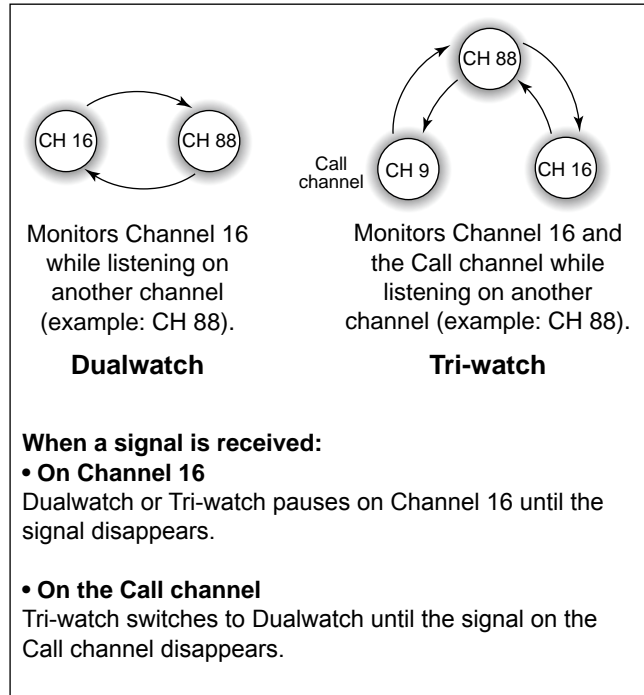 CH 16
CH 88
Monitors Channel 16
while listening on
another channel
(example: CH 88).
Dualwatch
CH 88
Call
channel
CH 9
CH 16
Monitors Channel 16 and
the Call channel while
listening on another
channel (example: CH 88).
Tri-watch
When a signal is received:
• On Channel 16
Dualwatch or Tri-watch pauses on Channel 16 until the
signal disappears.
• On the Call channel
Tri-watch switches to Dualwatch until the signal on the
Call channel disappears.